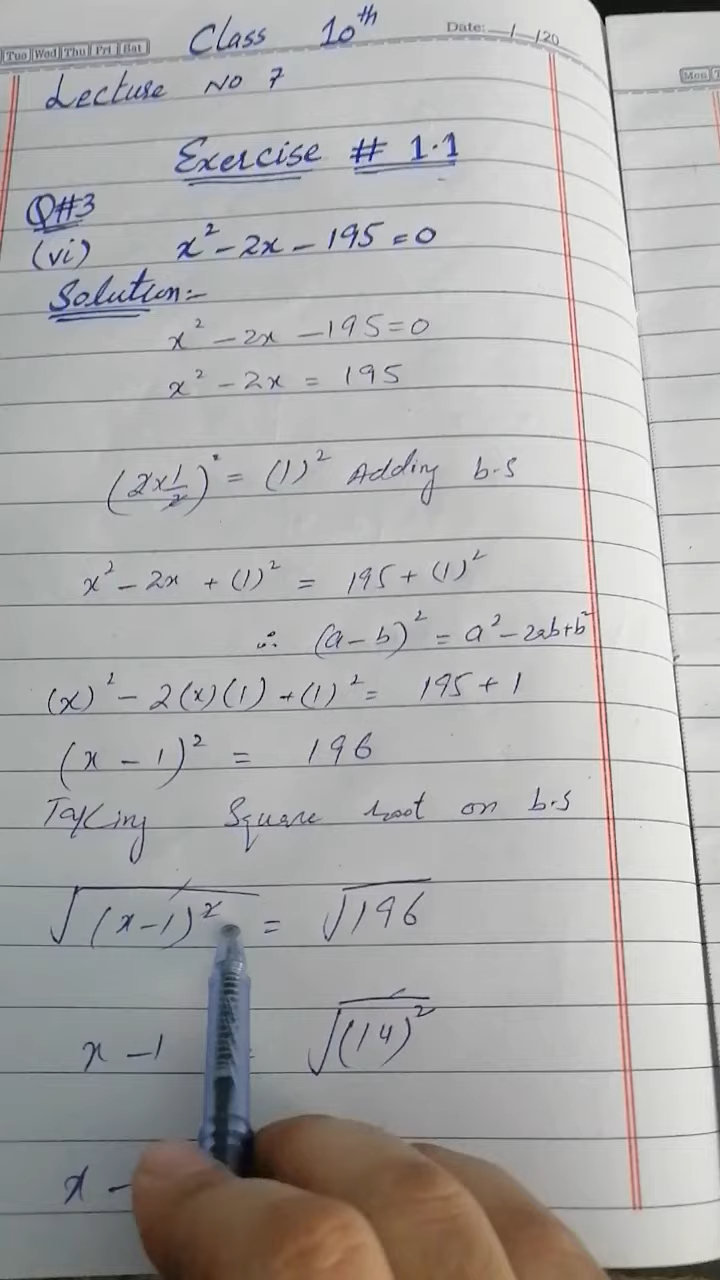 Tue Wed Thu Fri Sat
Class 10th
Date: __/__/20__
Lecture No 7
Mon
Exercise # 1.1
Q#3
(vi) x² - 2x - 195 = 0
Solution:-
x² - 2x - 195 = 0
x² - 2x = 195
(2x1/2)² = (1)² Adding b.s
x² - 2x + (1)² = 195 + (1)²
∴ (a - b)² = a² - 2ab + b²
(x)² - 2(x)(1) + (1)² = 195 + 1
(x - 1)² = 196
Taking Square root on b.s
√(x-1)² = √196
x - 1 = √(14)²
x -